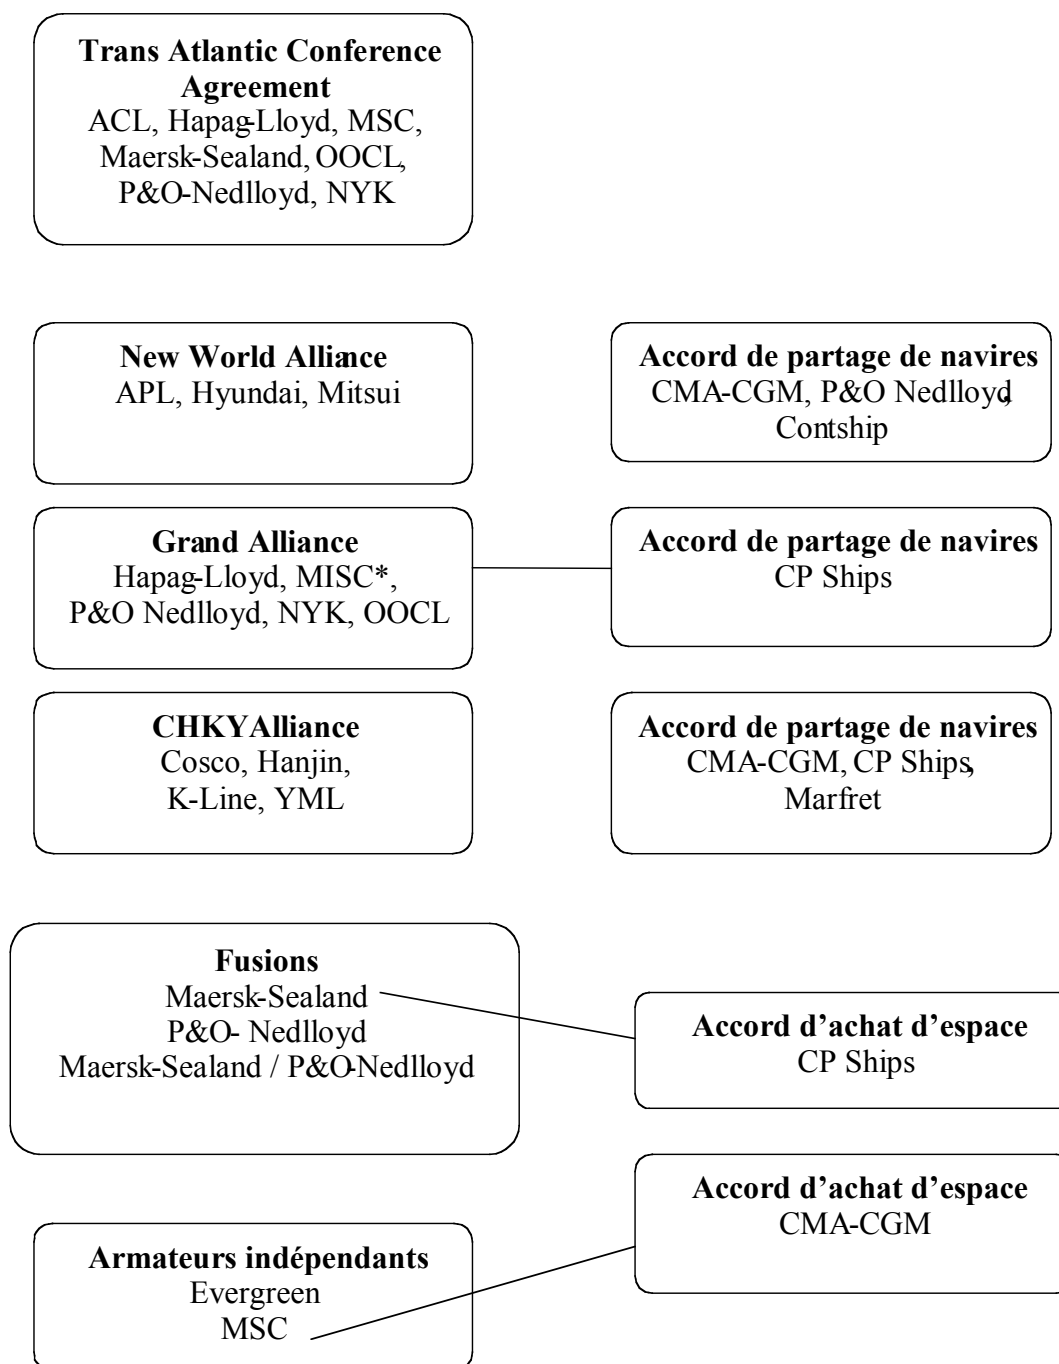 Trans Atlantic Conference
Agreement
ACL, Hapag-Lloyd, MSC,
Maersk-Sealand, OOCL,
P&O-Nedlloyd, NYK
New World Alliance
APL, Hyundai, Mitsui
Accord de partage de navires
CMA-CGM, P&O Nedlloyd,
Contship
Grand Alliance
Hapag-Lloyd, MISC*,
P&O Nedlloyd, NYK, OOCL
Accord de partage de navires
CP Ships
CHKY Alliance
Cosco, Hanjin,
K-Line, YML
Accord de partage de navires
CMA-CGM, CP Ships,
Marfret
Fusions
Maersk-Sealand
P&O- Nedlloyd
Maersk-Sealand / P&O-Nedlloyd
Accord d'achat d'espace
CP Ships
Accord d'achat d'espace
CMA-CGM
Armateurs indépendants
Evergreen
MSC